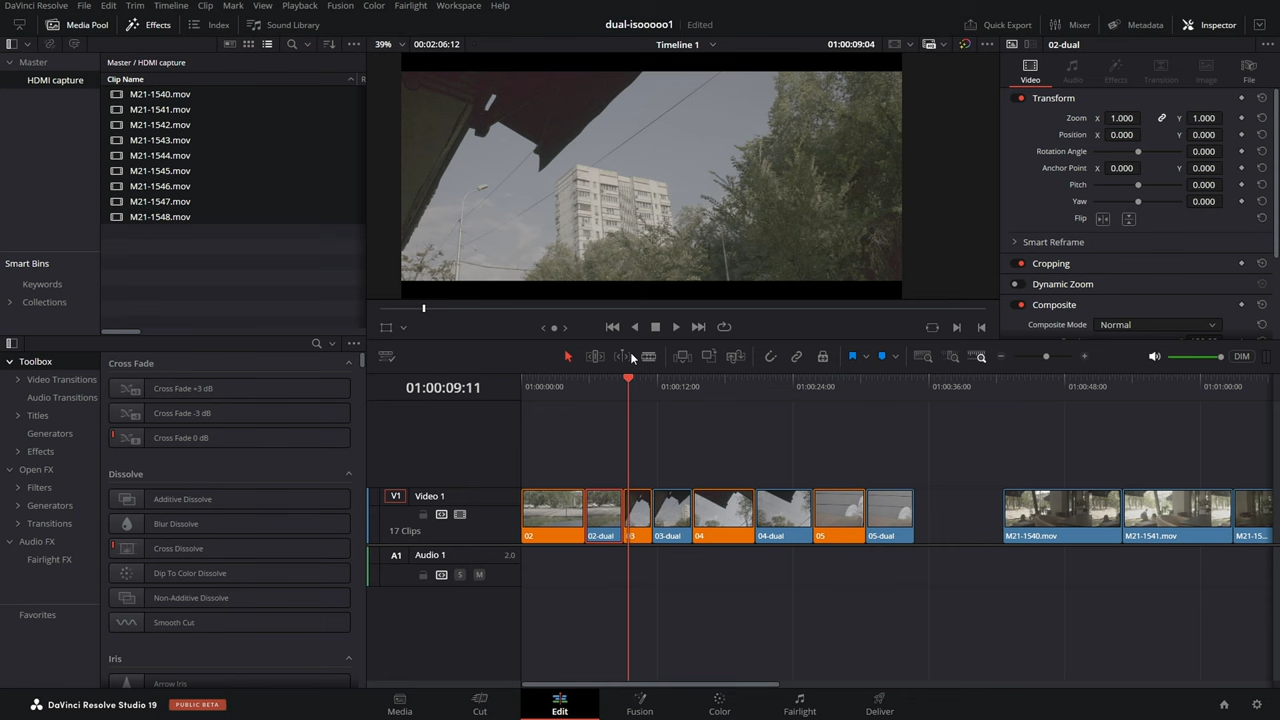 DaVinci Resolve File Edit Trim Timeline Clip Mark View Playback Fusion Color Fairlight Workspace Help
Media Pool Effects Index Sound Library dual-isooooo1 Edited Quick Export Mixer Metadata Inspector
39% 00:02:06:12 Timeline 1 01:00:09:04 02-dual
Master Master / HDMI capture
HDMI capture Clip Name
M21-1540.mov
M21-1541.mov
M21-1542.mov
M21-1543.mov
M21-1544.mov
M21-1545.mov
M21-1546.mov
M21-1547.mov
M21-1548.mov
Smart Bins
Keywords
Collections
Video Audio Effects Transition Image File
Transform
Zoom X 1.000 Y 1.000
Position X 0.000 Y 0.000
Rotation Angle 0.000
Anchor Point X 0.000 Y 0.000
Pitch 0.000
Yaw 0.000
Flip
Smart Reframe
Cropping
Dynamic Zoom
Composite
Composite Mode Normal
Toolbox
Video Transitions
Audio Transitions
Titles
Generators
Effects
Open FX
Filters
Generators
Transitions
Audio FX
Fairlight FX
Favorites
Cross Fade
Cross Fade +3 dB
Cross Fade -3 dB
Cross Fade 0 dB
Dissolve
Additive Dissolve
Blur Dissolve
Cross Dissolve
Dip To Color Dissolve
Non-Additive Dissolve
Smooth Cut
Iris
Arrow Iris
DIM
01:00:09:11 01:00:00:00 01:00:12:00 01:00:24:00 01:00:36:00 01:00:48:00 01:01:00:00
V1 Video 1
17 Clips
02 02-dual 03-dual 04 04-dual 05 05-dual M21-1540.mov M21-1541.mov M21-15...
A1 Audio 1 2.0
S M
DaVinci Resolve Studio 19 PUBLIC BETA
Media Cut Edit Fusion Color Fairlight Deliver